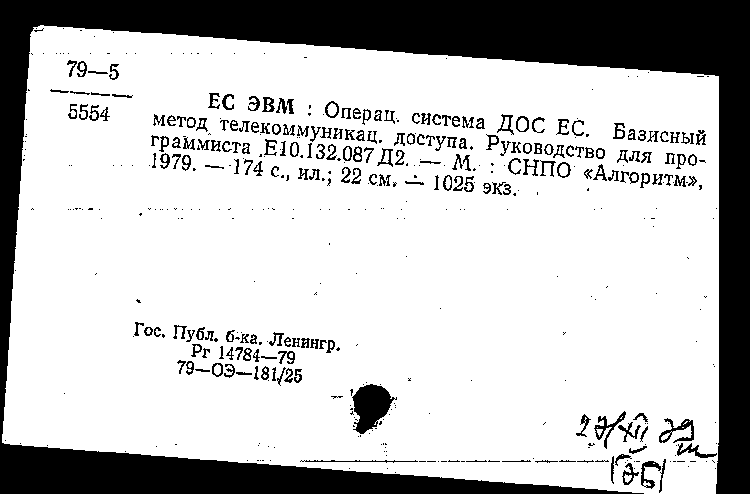 79—5
5554
ЕС ЭВМ : Операц. система ДОС ЕС. Базисный
метод телекоммуникац. доступа. Руководство для про-
граммиста Е10.132.087 Д2. — М. : СНПО «Алгоритм»,
1979. — 174 с., ил.; 22 см. — 1025 экз.
Гос. Публ. б-ка. Ленингр.
Рг 14784—79
79—ОЭ—181/25